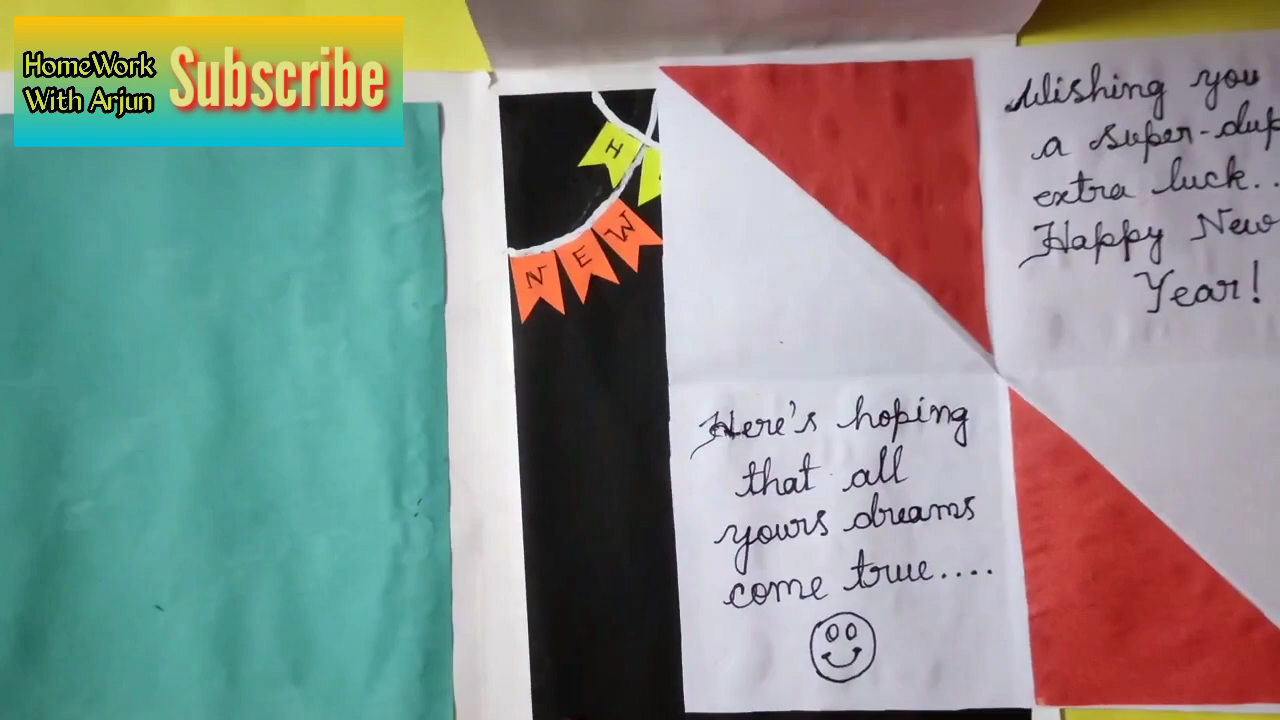 HomeWork
With Arjun
Subscribe
I
NEW
Wishing you
a super-dup
extra luck..
Happy New
Year!
Here's hoping
that all
yours dreams
come true....